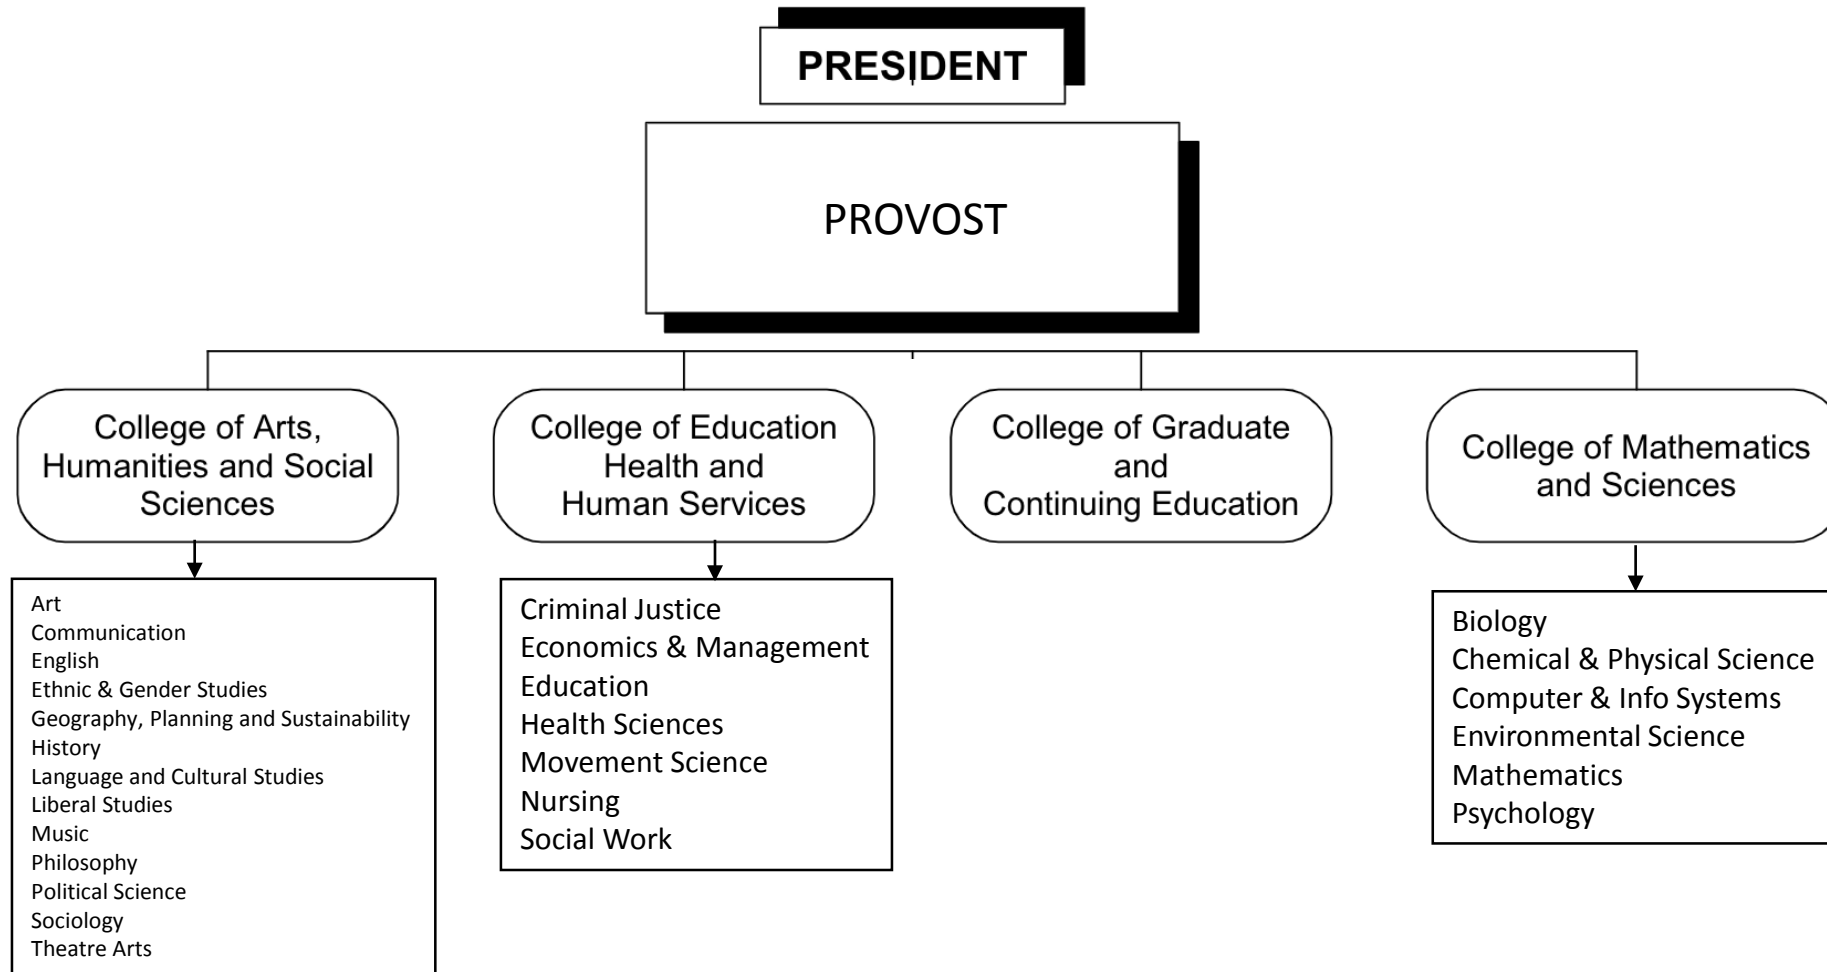 PRESIDENT
PROVOST
College of Arts,
Humanities and Social
Sciences
College of Education
Health and
Human Services
College of Graduate
and
Continuing Education
College of Mathematics
and Sciences
Art
Communication
English
Ethnic & Gender Studies
Geography, Planning and Sustainability
History
Language and Cultural Studies
Liberal Studies
Music
Philosophy
Political Science
Sociology
Theatre Arts
Criminal Justice
Economics & Management
Education
Health Sciences
Movement Science
Nursing
Social Work
Biology
Chemical & Physical Science
Computer & Info Systems
Environmental Science
Mathematics
Psychology